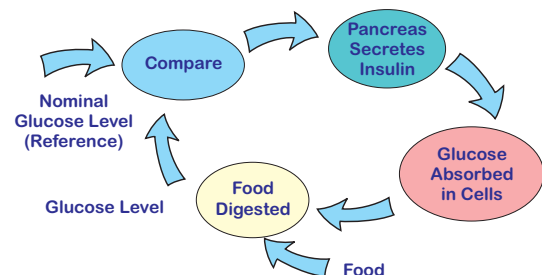 Compare
Pancreas
Secretes
Insulin
Nominal
Glucose Level
(Reference)
Glucose
Absorbed
in Cells
Food
Digested
Glucose Level
Food